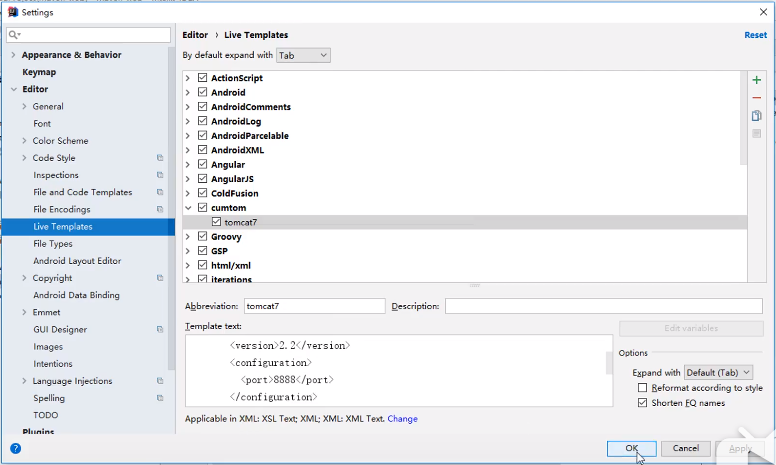 Settings
Appearance & Behavior
Keymap
Editor
General
Font
Color Scheme
Code Style
Inspections
File and Code Templates
File Encodings
Live Templates
File Types
Android Layout Editor
Copyright
Android Data Binding
Emmet
GUI Designer
Images
Intentions
Language Injections
Spelling
TODO
Plugins
Editor › Live Templates
Reset
By default expand with Tab
ActionScript
Android
AndroidComments
AndroidLog
AndroidParcelable
AndroidXML
Angular
AngularJS
ColdFusion
cumtom
tomcat7
Groovy
GSP
html/xml
iterations
Abbreviation: tomcat7 Description:
Template text:
<version>2.2</version>
<configuration>
<port>8888</port>
</configuration>
Edit variables
Options
Expand with Default (Tab)
Reformat according to style
Shorten FQ names
Applicable in XML: XSL Text; XML; XML: XML Text. Change
OK Cancel Apply